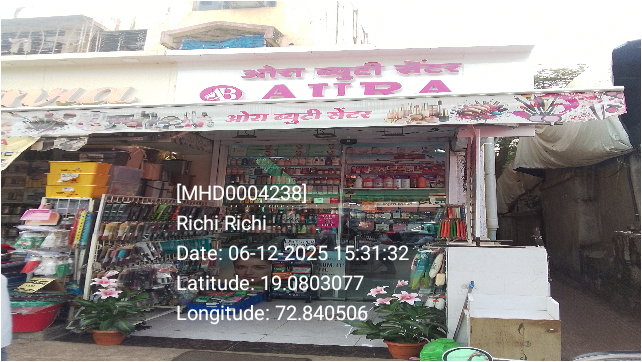 ओरा ब्युटी सेंटर
AB AURA
ओरा ब्युटी सेंटर
[MHD0004238]
Richi Richi
Date: 06-12-2025 15:31:32
Latitude: 19.0803077
Longitude: 72.840506